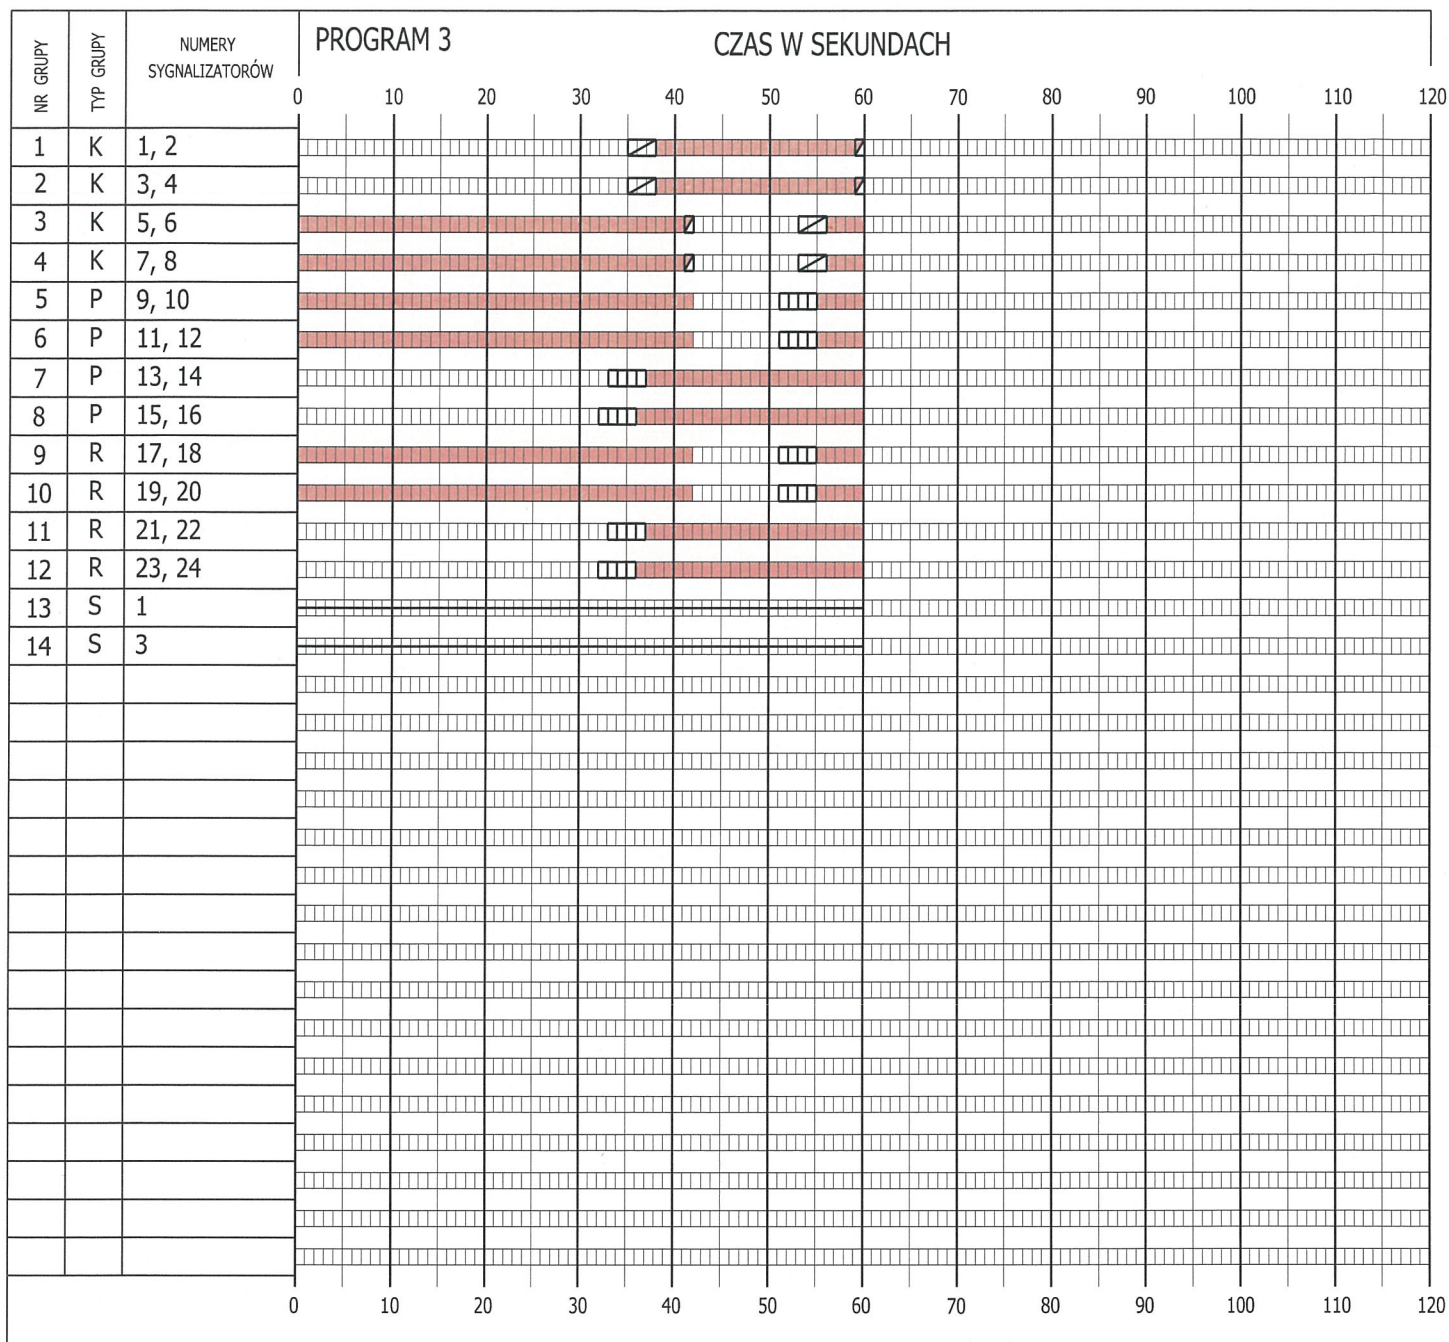 PROGRAM 3 CZAS W SEKUNDACH
NR GRUPY TYP GRUPY NUMERY SYGNALIZATORÓW
0 10 20 30 40 50 60 70 80 90 100 110 120
1 K 1, 2
2 K 3, 4
3 K 5, 6
4 K 7, 8
5 P 9, 10
6 P 11, 12
7 P 13, 14
8 P 15, 16
9 R 17, 18
10 R 19, 20
11 R 21, 22
12 R 23, 24
13 S 1
14 S 3
0 10 20 30 40 50 60 70 80 90 100 110 120